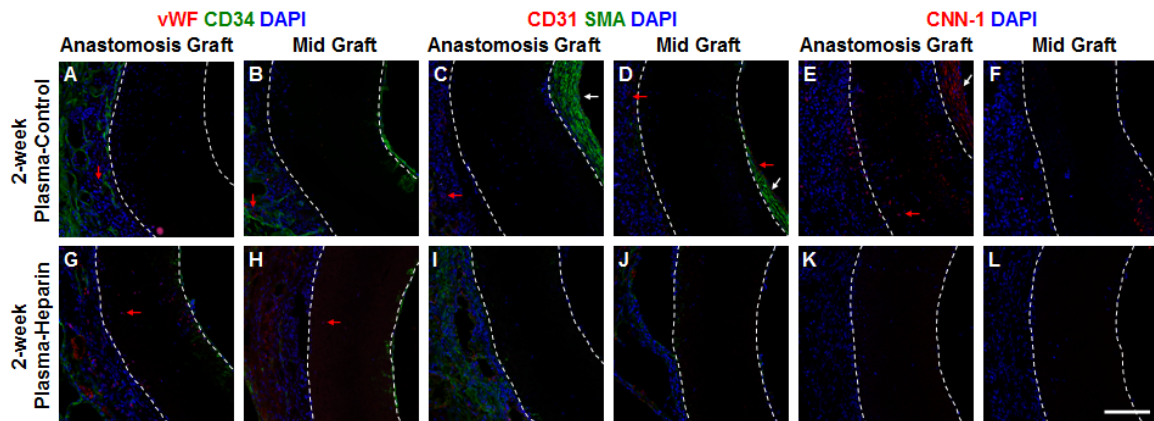 vWF CD34 DAPI CD31 SMA DAPI CNN-1 DAPI
Anastomosis Graft Mid Graft Anastomosis Graft Mid Graft Anastomosis Graft Mid Graft
2-week
Plasma-Control
A B C D E F
2-week
Plasma-Heparin
G H I J K L